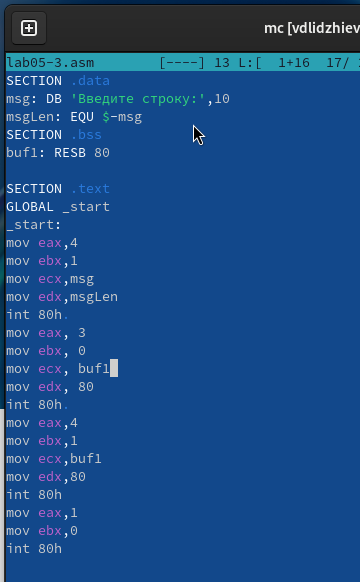 mc [vdlidzhiev
lab05-3.asm [----] 13 L:[ 1+16 17/
SECTION .data
msg: DB 'Введите строку:',10
msgLen: EQU $-msg
SECTION .bss
buf1: RESB 80
SECTION .text
GLOBAL _start
_start:
mov eax,4
mov ebx,1
mov ecx,msg
mov edx,msgLen
int 80h.
mov eax, 3
mov ebx, 0
mov ecx, buf1
mov edx, 80
int 80h.
mov eax,4
mov ebx,1
mov ecx,buf1
mov edx,80
int 80h
mov eax,1
mov ebx,0
int 80h